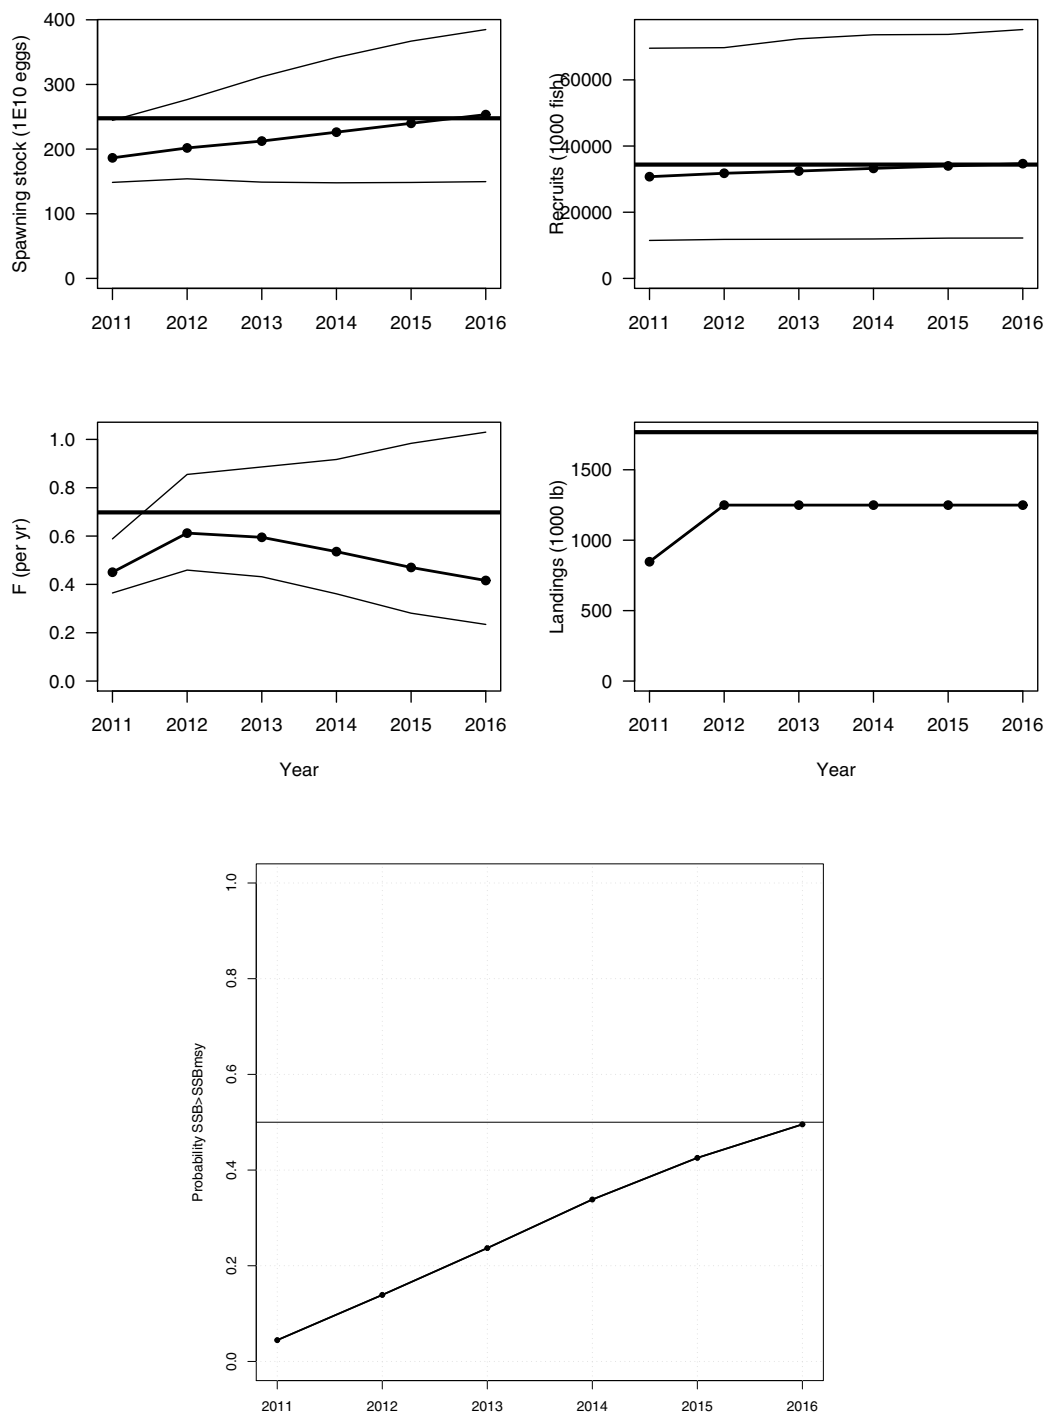 Spawning stock (1E10 eggs)
400
300
200
100
0
2011 2012 2013 2014 2015 2016
Recruits (1000 fish)
60000
40000
20000
0
2011 2012 2013 2014 2015 2016
F (per yr)
1.0
0.8
0.6
0.4
0.2
0.0
2011 2012 2013 2014 2015 2016
Year
Landings (1000 lb)
1500
1000
500
0
2011 2012 2013 2014 2015 2016
Year
Probability SSB>SSBmsy
1.0
0.8
0.6
0.4
0.2
0.0
2011 2012 2013 2014 2015 2016